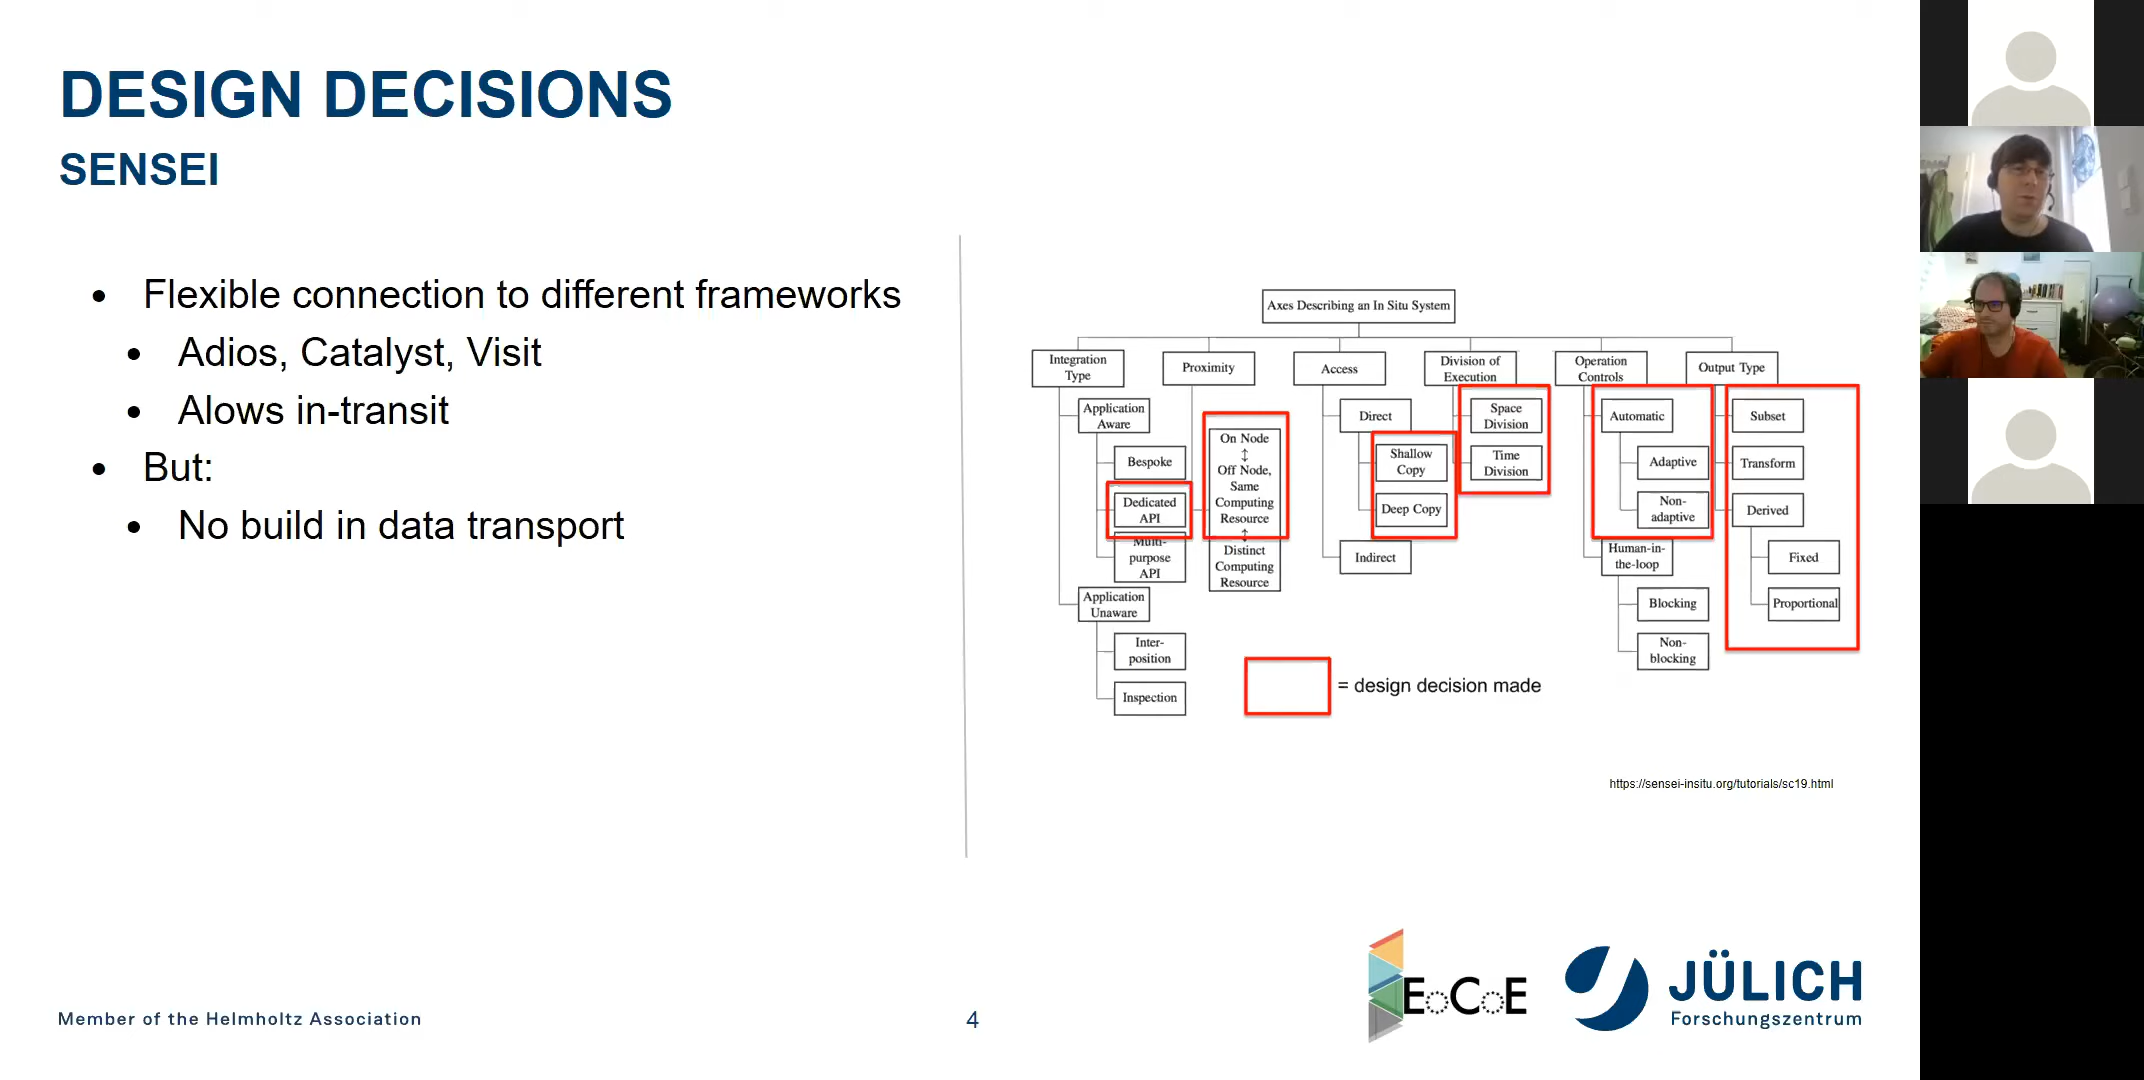 DESIGN DECISIONS
SENSEI
• Flexible connection to different frameworks
• Adios, Catalyst, Visit
• Alows in-transit
• But:
• No build in data transport
Axes Describing an In Situ System
Integration
Type
Proximity
Access
Division of
Execution
Operation
Controls
Output Type
Application
Aware
Bespoke
Dedicated
API
Multi-
purpose
API
Application
Unaware
Inter-
position
Inspection
On Node
↕
Off Node,
Same
Computing
Resource
↕
Distinct
Computing
Resource
Direct
Shallow
Copy
Deep Copy
Indirect
Space
Division
Time
Division
Automatic
Adaptive
Non-
adaptive
Human-in-
the-loop
Blocking
Non-
blocking
Subset
Transform
Derived
Fixed
Proportional
= design decision made
https://sensei-insitu.org/tutorials/sc19.html
Member of the Helmholtz Association
4
EoCoE
JÜLICH
Forschungszentrum